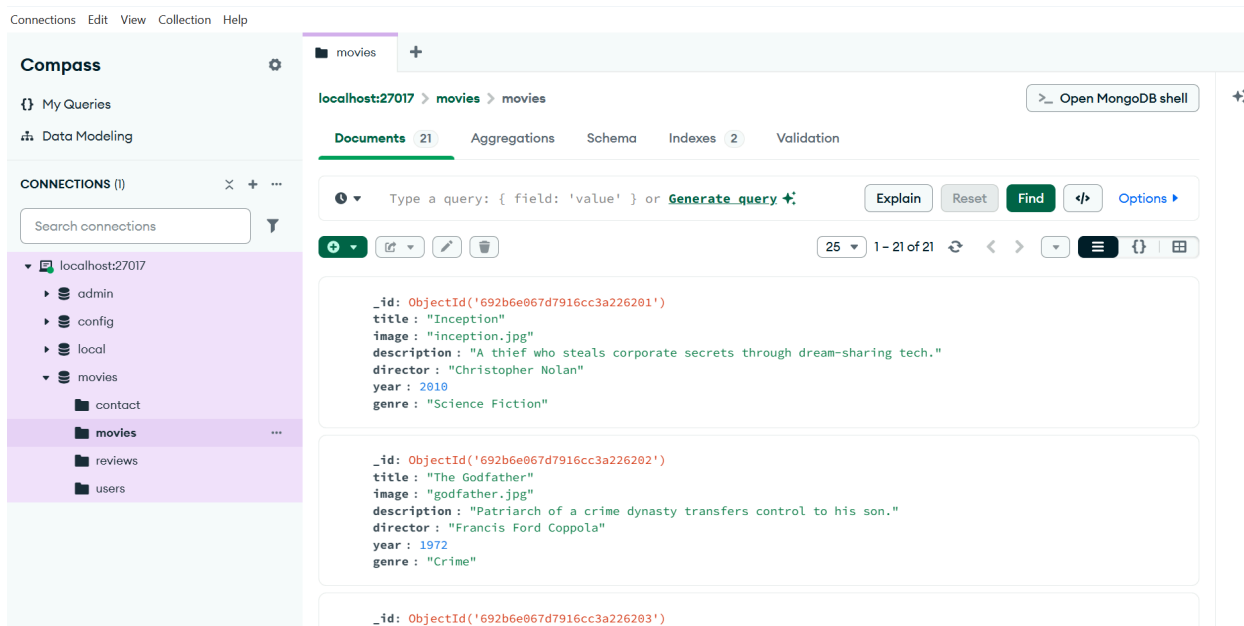 Connections Edit View Collection Help
Compass
{} My Queries
Data Modeling
CONNECTIONS (1)
Search connections
localhost:27017
admin
config
local
movies
contact
movies
reviews
users
movies
localhost:27017 > movies > movies
>_ Open MongoDB shell
Documents 21 Aggregations Schema Indexes 2 Validation
Type a query: { field: 'value' } or Generate query
Explain Reset Find </> Options
25 1 – 21 of 21 {}
_id: ObjectId('692b6e067d7916cc3a226201')
title : "Inception"
image : "inception.jpg"
description : "A thief who steals corporate secrets through dream-sharing tech."
director : "Christopher Nolan"
year : 2010
genre : "Science Fiction"
_id: ObjectId('692b6e067d7916cc3a226202')
title : "The Godfather"
image : "godfather.jpg"
description : "Patriarch of a crime dynasty transfers control to his son."
director : "Francis Ford Coppola"
year : 1972
genre : "Crime"
_id: ObjectId('692b6e067d7916cc3a226203')